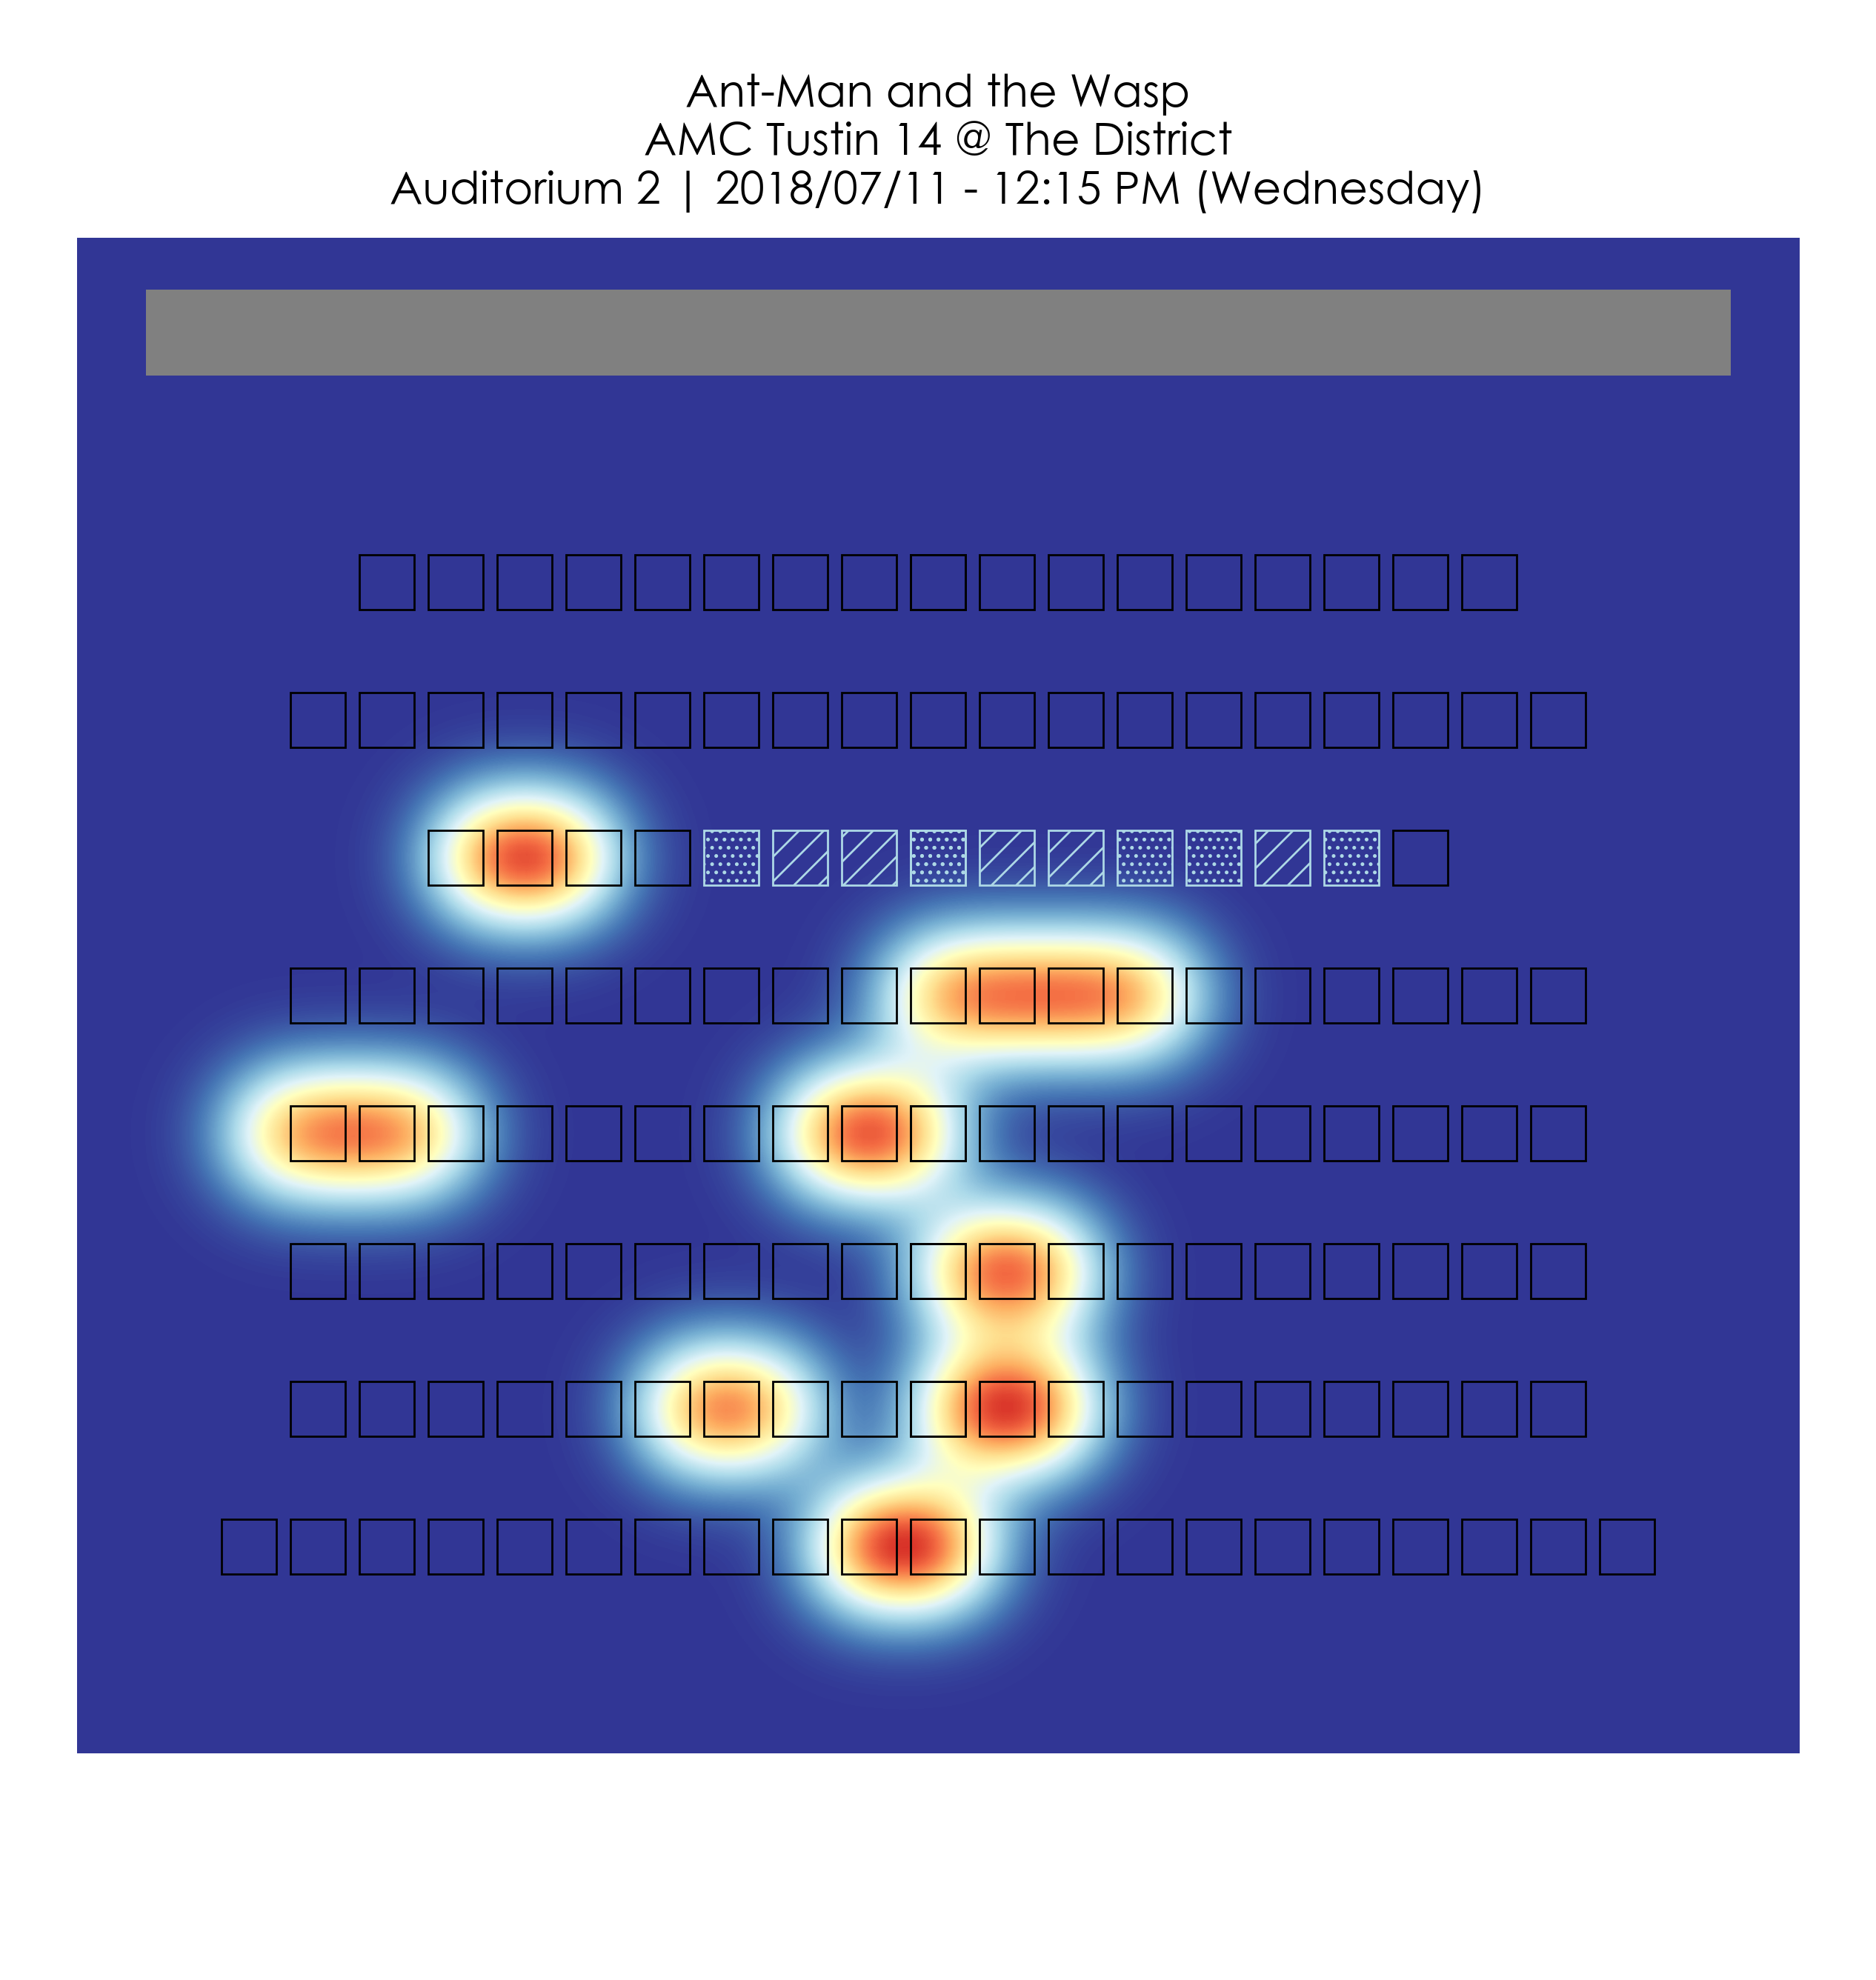 Ant-Man and the Wasp
AMC Tustin 14 @ The District
Auditorium 2 | 2018/07/11 - 12:15 PM (Wednesday)